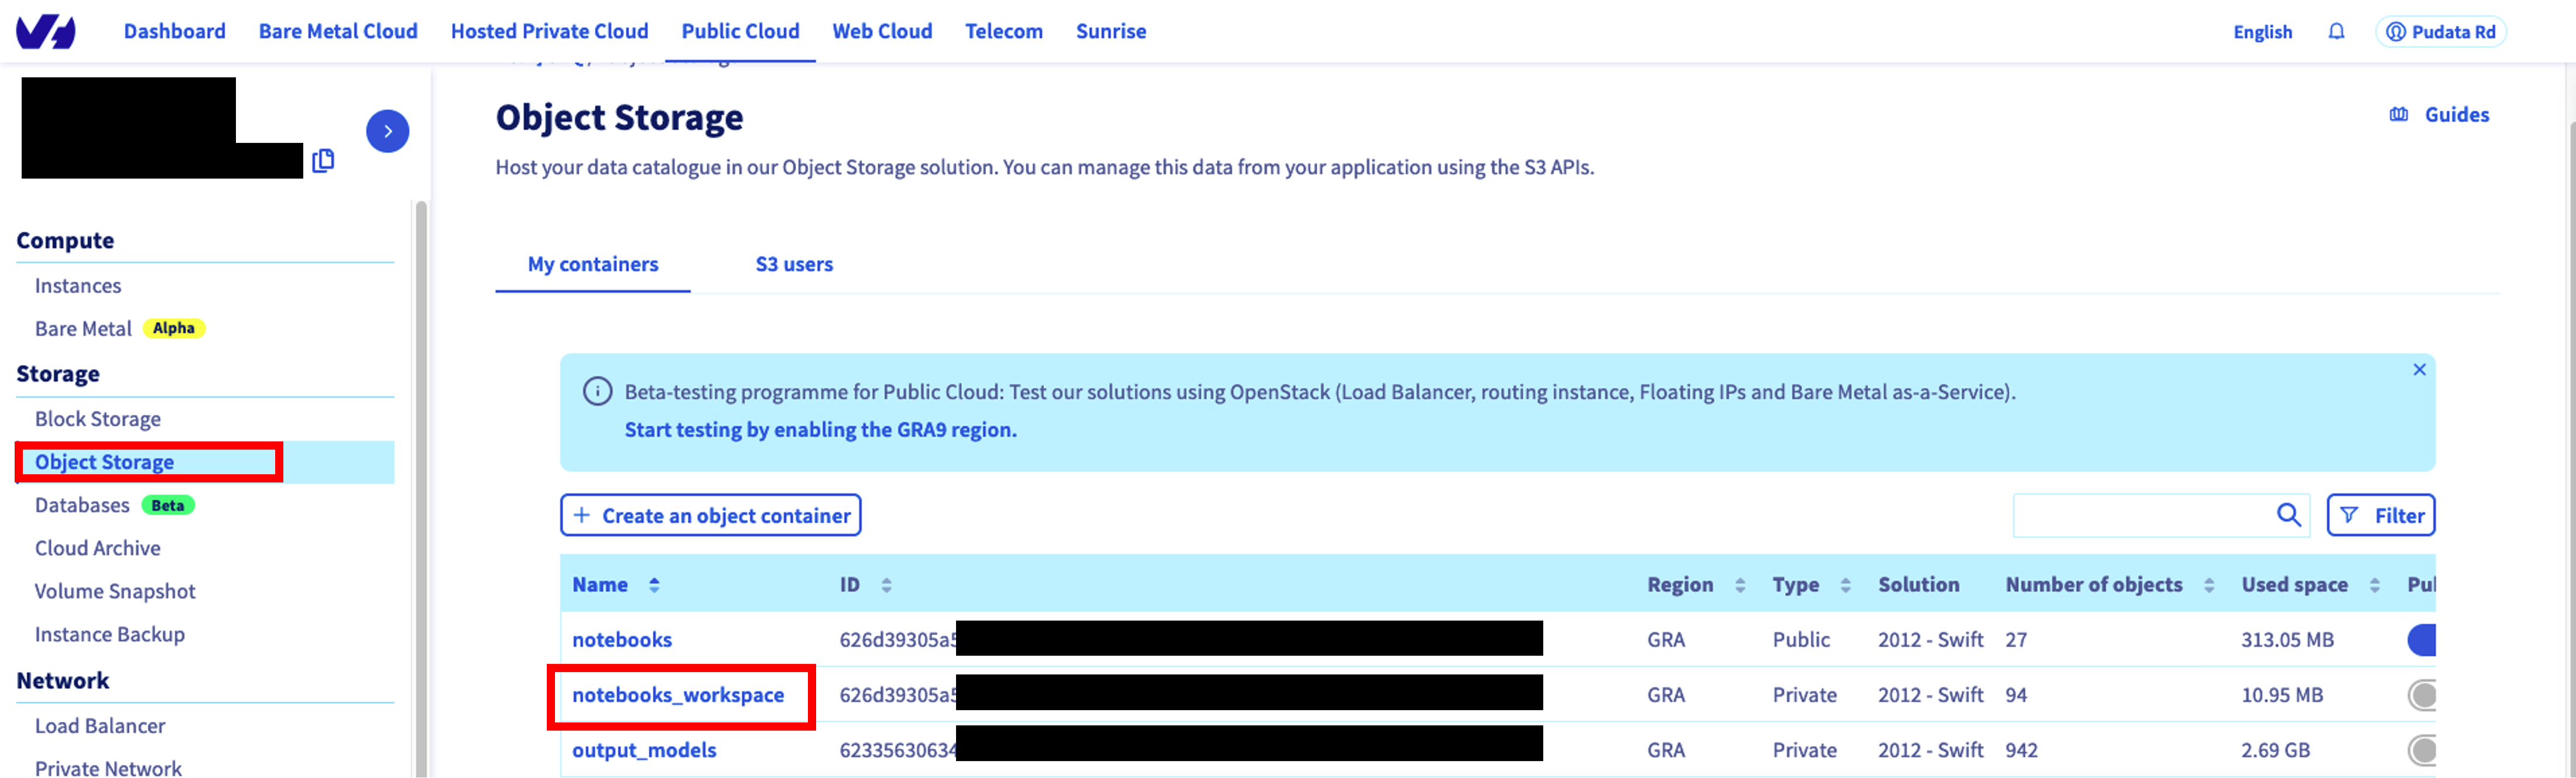 Dashboard Bare Metal Cloud Hosted Private Cloud Public Cloud Web Cloud Telecom Sunrise English Pudata Rd
Compute
Instances
Bare Metal Alpha
Storage
Block Storage
Object Storage
Databases Beta
Cloud Archive
Volume Snapshot
Instance Backup
Network
Load Balancer
Private Network
Object Storage
Guides
Host your data catalogue in our Object Storage solution. You can manage this data from your application using the S3 APIs.
My containers S3 users
Beta-testing programme for Public Cloud: Test our solutions using OpenStack (Load Balancer, routing instance, Floating IPs and Bare Metal as-a-Service).
Start testing by enabling the GRA9 region.
+ Create an object container Filter
Name ID Region Type Solution Number of objects Used space
notebooks 626d39305a5 GRA Public 2012 - Swift 27 313.05 MB
notebooks_workspace 626d39305a5 GRA Private 2012 - Swift 94 10.95 MB
output_models 62335630634 GRA Private 2012 - Swift 942 2.69 GB